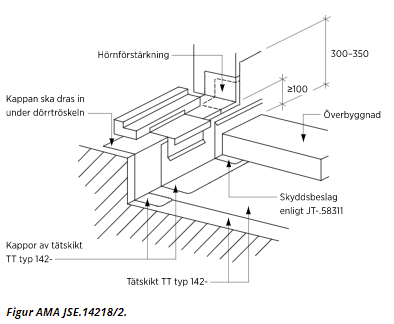 Hörnförstärkning
300–350
≥100
Kappan ska dras in
under dörrtröskeln
Överbyggnad
Skyddsbeslag
enligt JT-.58311
Kappor av tätskikt
TT typ 142-
Tätskikt TT typ 142-
Figur AMA JSE.14218/2.